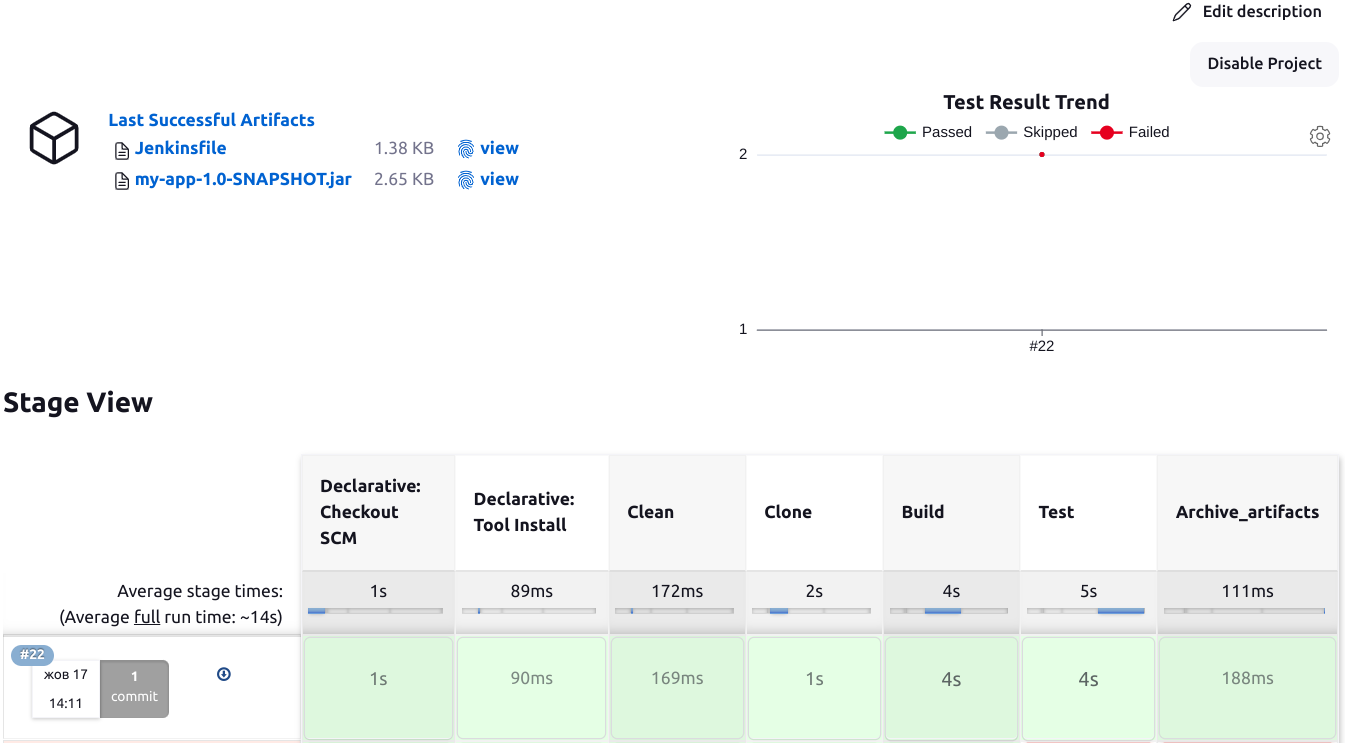 Edit description
Disable Project
Last Successful Artifacts
Jenkinsfile 1.38 KB view
my-app-1.0-SNAPSHOT.jar 2.65 KB view
Test Result Trend
Passed Skipped Failed
2
1
#22
Stage View
Declarative:
Checkout
SCM
Declarative:
Tool Install
Clean
Clone
Build
Test
Archive_artifacts
Average stage times:
(Average full run time: ~14s)
1s
89ms
172ms
2s
4s
5s
111ms
#22
жов 17
14:11
1
commit
1s
90ms
169ms
1s
4s
4s
188ms